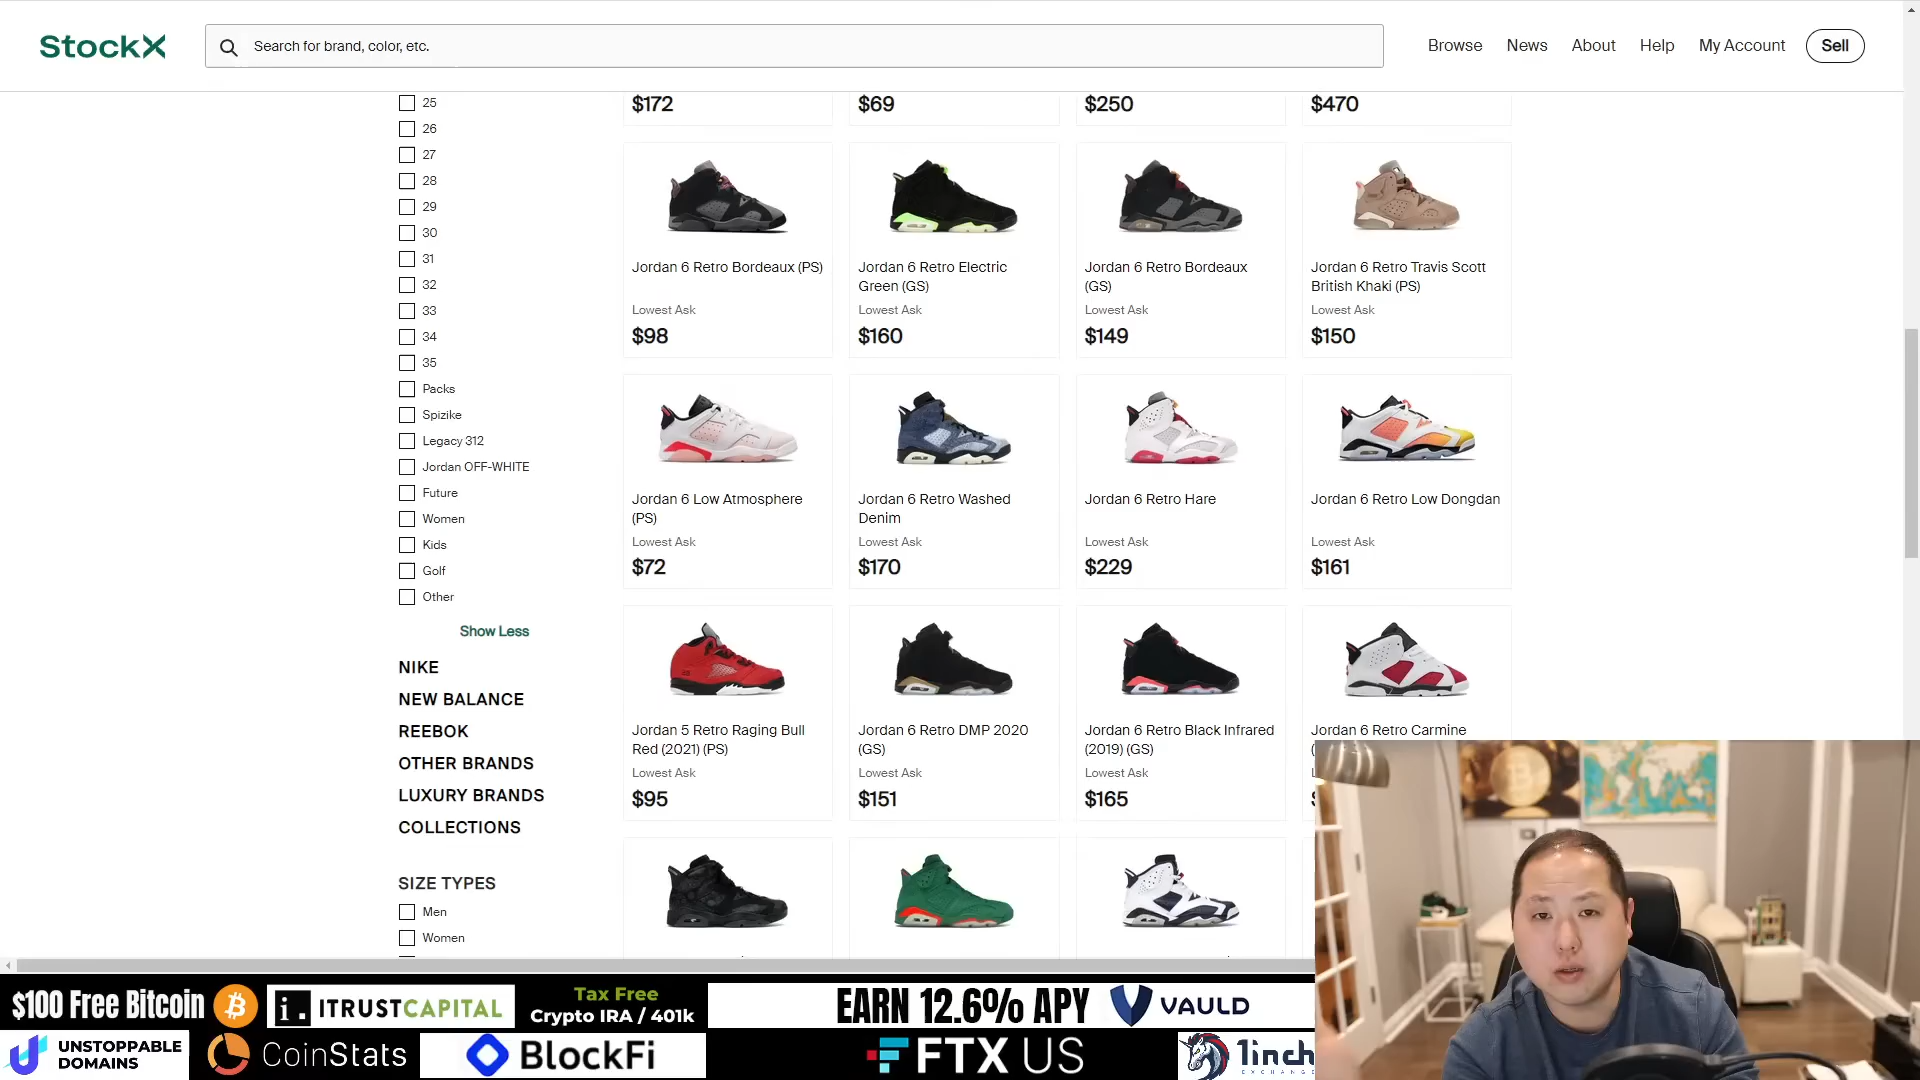 StockX
Search for brand, color, etc.
Browse
News
About
Help
My Account
Sell
25
26
27
28
29
30
31
32
33
34
35
Packs
Spizike
Legacy 312
Jordan OFF-WHITE
Future
Women
Kids
Golf
Other
Show Less
NIKE
NEW BALANCE
REEBOK
OTHER BRANDS
LUXURY BRANDS
COLLECTIONS
SIZE TYPES
Men
Women
$172
$69
$250
$470
Jordan 6 Retro Bordeaux (PS)
Lowest Ask
$98
Jordan 6 Retro Electric
Green (GS)
Lowest Ask
$160
Jordan 6 Retro Bordeaux
(GS)
Lowest Ask
$149
Jordan 6 Retro Travis Scott
British Khaki (PS)
Lowest Ask
$150
Jordan 6 Low Atmosphere
(PS)
Lowest Ask
$72
Jordan 6 Retro Washed
Denim
Lowest Ask
$170
Jordan 6 Retro Hare
Lowest Ask
$229
Jordan 6 Retro Low Dongdan
Lowest Ask
$161
Jordan 5 Retro Raging Bull
Red (2021) (PS)
Lowest Ask
$95
Jordan 6 Retro DMP 2020
(GS)
Lowest Ask
$151
Jordan 6 Retro Black Infrared
(2019) (GS)
Lowest Ask
$165
Jordan 6 Retro Carmine
$100 Free Bitcoin
ITRUSTCAPITAL
Tax Free
Crypto IRA / 401k
EARN 12.6% APY
VAULD
UNSTOPPABLE
DOMAINS
CoinStats
BlockFi
FTX US
1inch